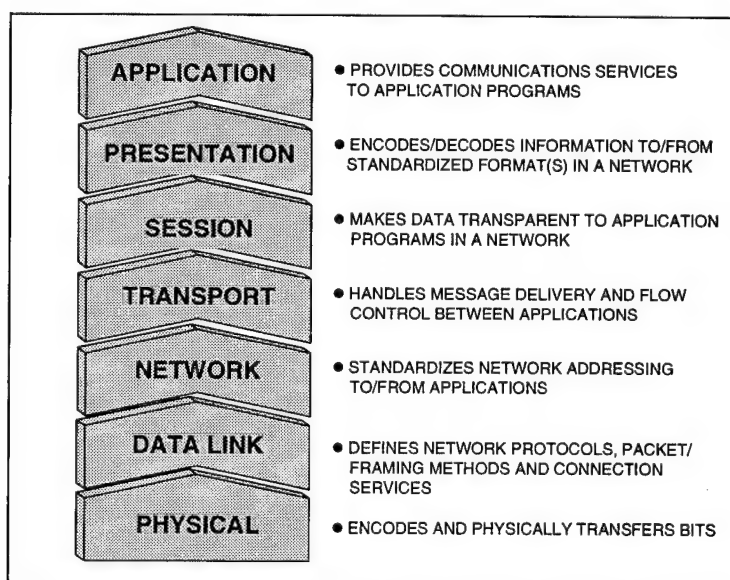 APPLICATION
● PROVIDES COMMUNICATIONS SERVICES
TO APPLICATION PROGRAMS
PRESENTATION
● ENCODES/DECODES INFORMATION TO/FROM
STANDARDIZED FORMAT(S) IN A NETWORK
SESSION
● MAKES DATA TRANSPARENT TO APPLICATION
PROGRAMS IN A NETWORK
TRANSPORT
● HANDLES MESSAGE DELIVERY AND FLOW
CONTROL BETWEEN APPLICATIONS
NETWORK
● STANDARDIZES NETWORK ADDRESSING
TO/FROM APPLICATIONS
DATA LINK
● DEFINES NETWORK PROTOCOLS, PACKET/
FRAMING METHODS AND CONNECTION
SERVICES
PHYSICAL
● ENCODES AND PHYSICALLY TRANSFERS BITS